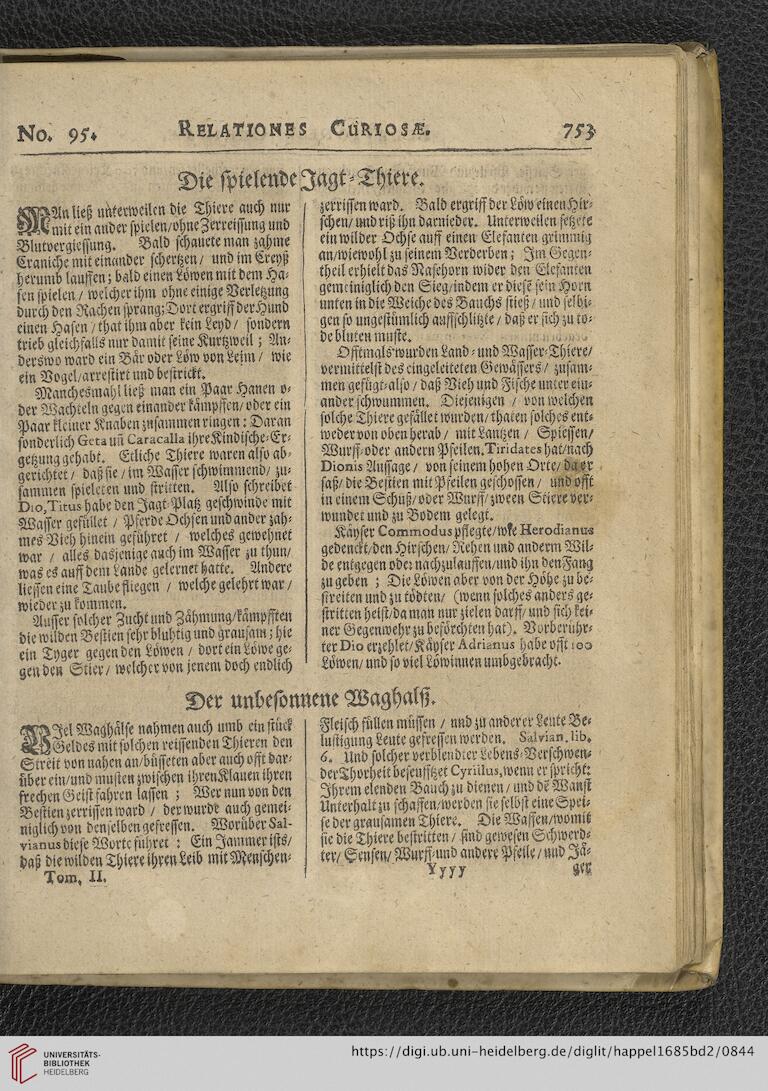 No. 95. RELATIONES CURIOSÆ. 753
Die spielende Jagt-Thiere.
MAn ließ unterweilen die Thiere auch nur
mit ein ander spielen/ohne Zerreissung und
Blutvergiessung. Bald schauete man zahme
Craniche mit einander schertzen / und im Creyß
herumb lauffen; bald einen Löwen mit dem Ha-
sen spielen / welcher ihm ohne einige Verletzung
durch den Rachen sprang; Dort ergriff der Hund
einen Hasen / that ihm aber kein Leyd / sondern
trieb gleichfalls nur damit seine Kurtzweil ; An-
derswo ward ein Bär oder Löw von Leim / wie
ein Vogel/arrestirt und bestrickt.
Manchesmahl ließ man ein Paar Hanen o-
der Wachteln gegen einander kämpffen/oder ein
Paar kleiner Knaben zusammen ringen : Daran
sonderlich Geta uñ Caracalla ihre Kindische-Er-
getzung gehabt. Etliche Thiere waren also ab-
gerichtet / daß sie / im Wasser schwimmend / zu-
sammen spieleten und stritten. Also schreibet
Dio, Titus habe den Jagt-Platz geschwinde mit
Wasser gefüllet / Pferde Ochsen und ander zah-
mes Vieh hinein geführet / welches gewehnet
war / alles dasjenige auch im Wasser zu thun/
was es auff dem Lande gelernet hatte. Andere
liessen eine Taube fliegen / welche gelehrt war /
wieder zu kommen.
Ausser solcher Zucht und Zähmung/kämpfften
die wilden Bestien sehr bluhtig und grausam; hie
ein Tyger gegen den Löwen / dort ein Löwe ge-
gen den Stier / welcher von jenem doch endlich
zerrissen ward. Bald ergriff der Löw einen Hir-
schen/ und riß ihn darnieder. Unterweilen setzete
ein wilder Ochse auff einen Elefanten grimmig
an/wiewohl zu seinem Verderben ; Im Gegen-
theil erhielt das Nasehorn wider den Elefanten
gemeiniglich den Sieg/indem er diese sein Horn
unten in die Weiche des Bauchs stieß / und selbi-
gen so ungestümlich auffschlitzte / daß er sich zu to-
de bluten muste.
Offtmals wurden Land- und Wasser-Thiere/
vermittelst des eingeleiteten Gewässers / zusam-
men gefügt also / daß Vieh und Fische unter ein-
ander schwummen. Diejenigen / von welchen
solche Thiere gefället wurden/ thaten solches ent-
weder von oben herab / mit Lantzen / Spiessen/
Wurff-oder andern Pfeilen, Tiridates hat/nach
Dionis Aussage / von seinem hohen Orte/ da er
saß/ die Bestien mit Pfeilen geschossen / und offt
in einem Schuß/oder Wurff/ zween Stiere ver-
wundet und zu Bodem gelegt.
Käyser Commodus pflegte/wie Herodianus
gedenckt/den Hirschen/ Rehen und anderm Wil-
de entgegen oder nachzulauffen/und ihn den Fang
zu geben ; Die Löwen aber von der Höhe zu be-
streiten und zu tödten/ (wenn solches anders ge-
stritten heist/da man nur zielen darff/ und sich kei-
ner Gegenwehr zu beförchten hat). Vorberühr-
ter Dio erzehlet/Käyser Adrianus habe offt 100
Löwen/ und so viel Löwinnen umbgebracht.
Der unbesonnene Waghalß.
VIel Waghälse nahmen auch umb ein stück
Geldes mit solchen reissenden Thieren den
Streit von nahen an/büsseten aber auch offt dar-
über ein/und musten zwischen ihren Klauen ihren
frechen Geist fahren lassen ; Wer nun von den
Bestien zerrissen ward / der wurde auch gemei-
niglich von denselben gefressen. Worüber Sal-
vianus diese Worte führet : Ein Jammer ists/
daß die wilden Thiere ihren Leib mit Menschen-
Tom. II.
Fleisch füllen müssen / und zu anderer Leute Be-
lustigung Leute gefressen werden. Salvian. lib.
6. Und solcher verblendter Lebens-Verschwen-
der Thorheit beseufftzet Cyrillus, wenn er spricht:
Ihrem elenden Bauch zu dienen / und dē Wanst
Unterhalt zu schaffen/werden sie selbst eine Spei-
se der grausamen Thiere. Die Waffen/womit
sie die Thiere bestritten / sind gewesen Schwerd-
ter/ Sensen/ Wurff-und andere Pfeile / und Jä-
Yyyy ger
UNIVERSITÄTS-
BIBLIOTHEK
HEIDELBERG
https://digi.ub.uni-heidelberg.de/diglit/happel1685bd2/0844